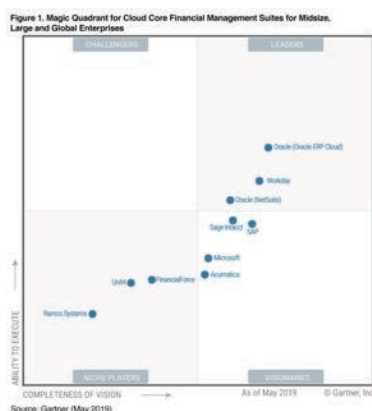 Figure 1. Magic Quadrant for Cloud Core Financial Management Suites for Midsize,
Large and Global Enterprises
CHALLENGERS
LEADERS
Oracle (Oracle ERP Cloud)
Workday
Oracle (NetSuite)
Sage Intacct
SAP
Microsoft
Acumatica
FinancialForce
Unit4
Ramco Systems
ABILITY TO EXECUTE
NICHE PLAYERS
VISIONARIES
COMPLETENESS OF VISION
As of May 2019
© Gartner, Inc
Source: Gartner (May 2019)